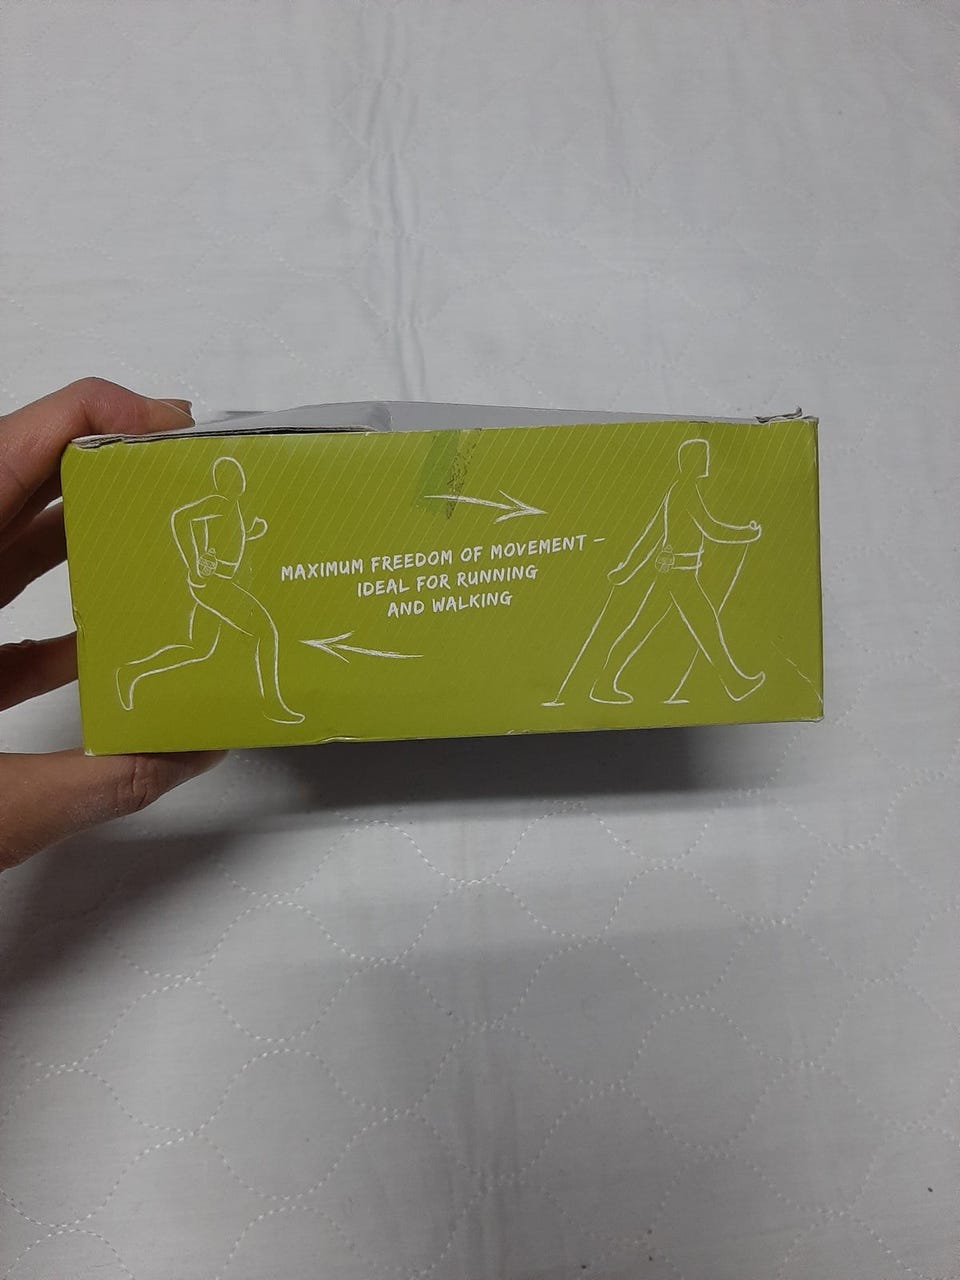 MAXIMUM FREEDOM OF MOVEMENT –
IDEAL FOR RUNNING
AND WALKING